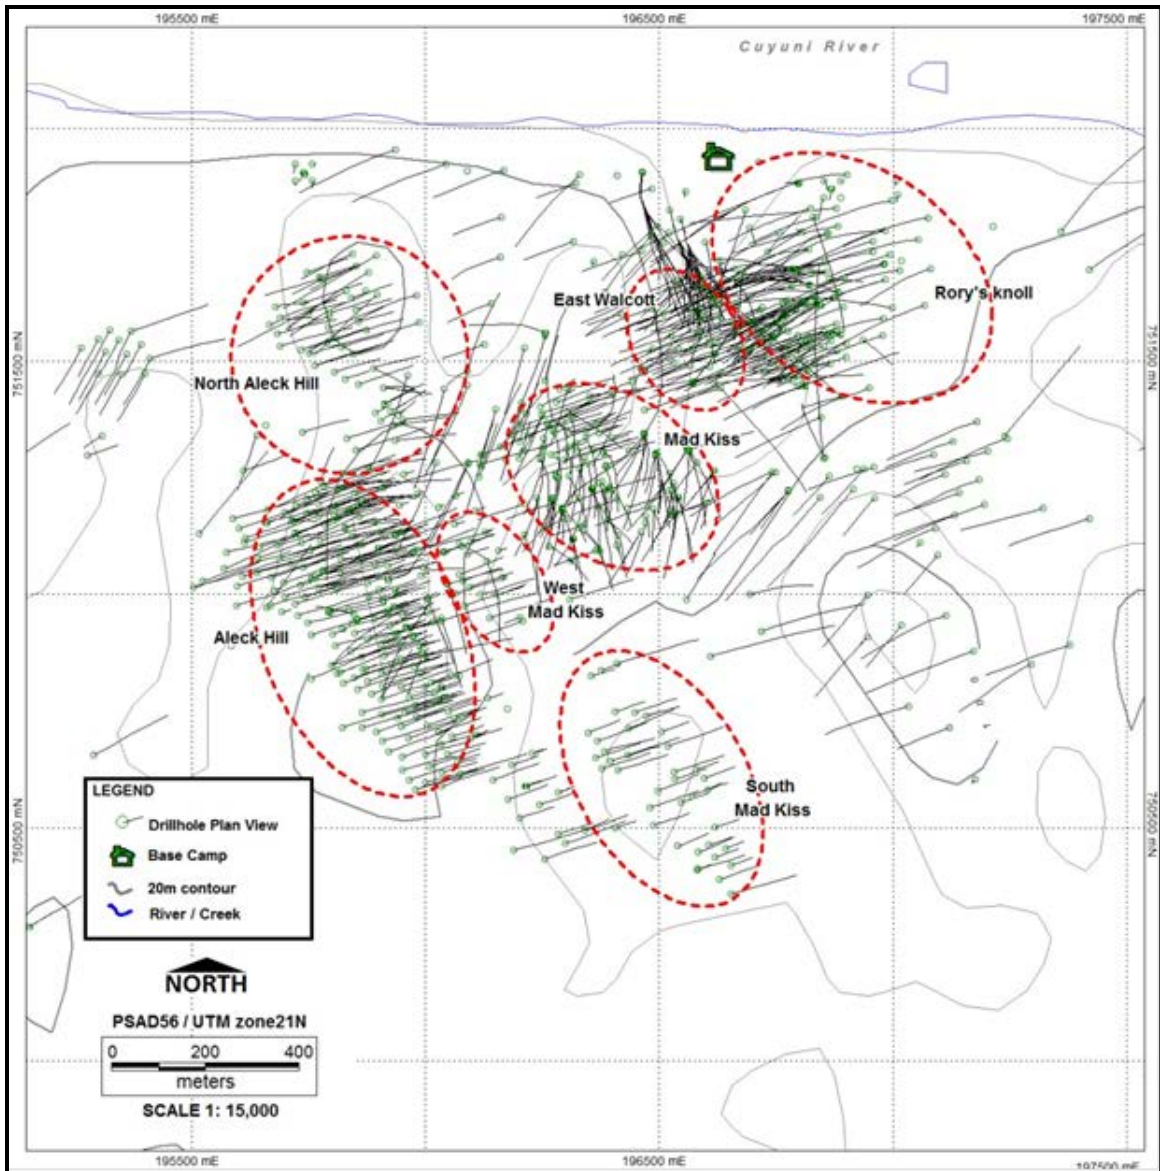 195500 mE
196500 mE
197500 mE
Cuyuni River
East Walcott
Rory's knoll
751500 mN
751500 mN
North Aleck Hill
Mad Kiss
West
Mad Kiss
Aleck Hill
South
Mad Kiss
750500 mN
750500 mN
LEGEND
Drillhole Plan View
Base Camp
20m contour
River / Creek
NORTH
PSAD56 / UTM zone21N
0 200 400
meters
SCALE 1: 15,000
195500 mE
196500 mE
197500 mE